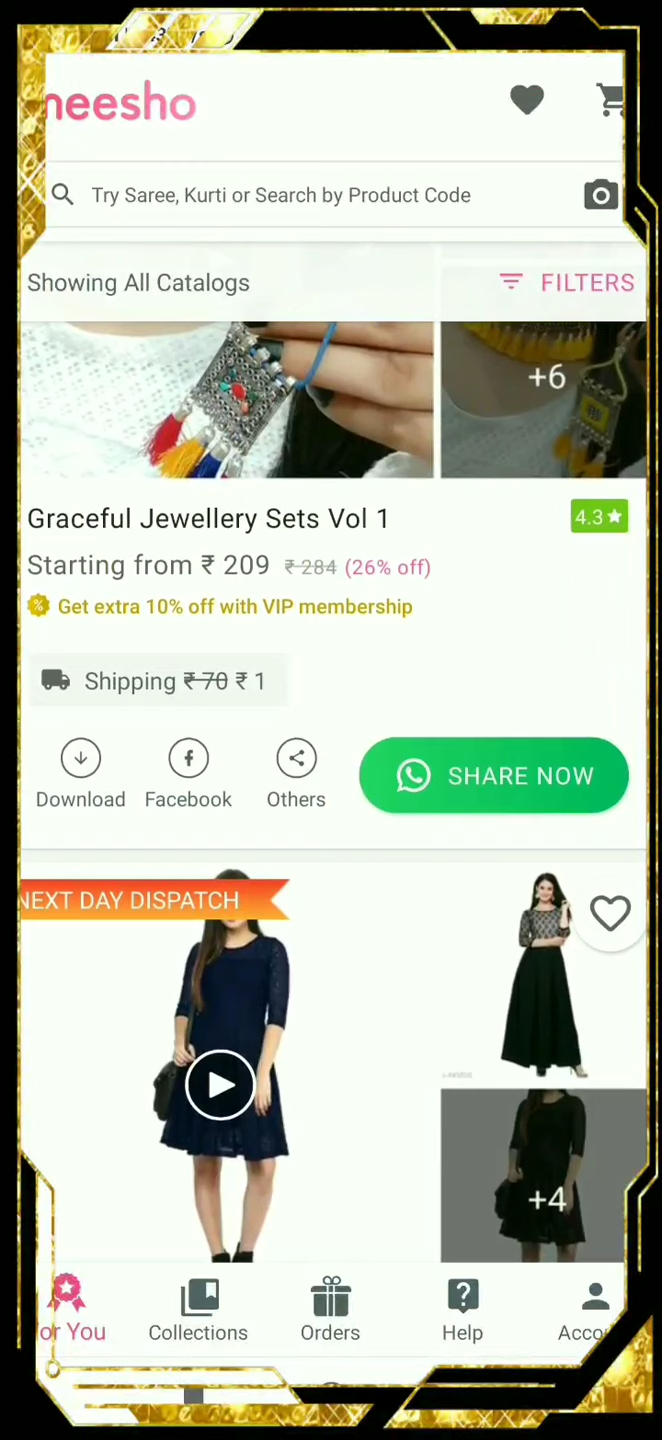 meesho
Try Saree, Kurti or Search by Product Code
Showing All Catalogs
FILTERS
+6
Graceful Jewellery Sets Vol 1
4.3
Starting from ₹ 209 ₹ 284 (26% off)
Get extra 10% off with VIP membership
Shipping ₹ 70 ₹ 1
Download
Facebook
Others
SHARE NOW
NEXT DAY DISPATCH
+4
For You
Collections
Orders
Help
Acco